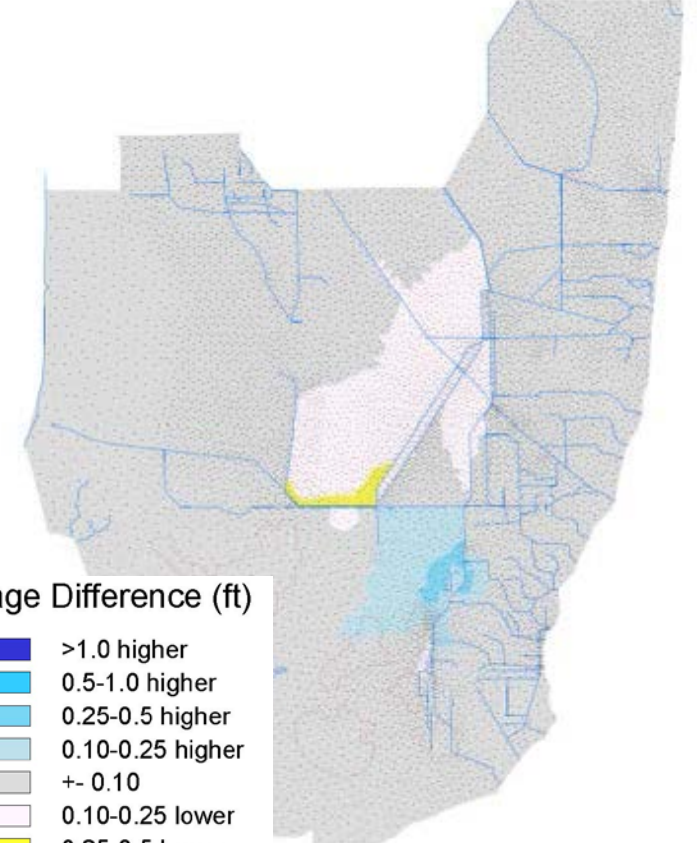 Difference (ft)
>1.0 higher
0.5-1.0 higher
0.25-0.5 higher
0.10-0.25 higher
+- 0.10
0.10-0.25 lower